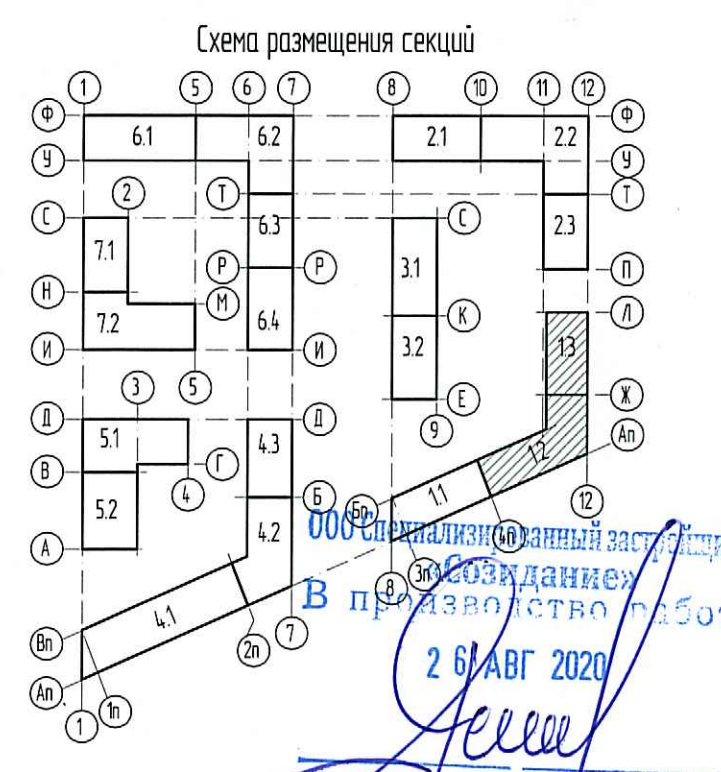 Схема размещения секций
1 5 6 7 8 10 11 12
Ф 6.1 6.2 2.1 2.2 Ф
У У
2 Т Т
С 7.1 6.3 С 3.1 2.3
Н М Р Р П
7.2 6.4 К Л
И И 3.2 1.3
3 5
Д 5.1 Д Е Ж
4.3 9 Ап
В Г 1.2
4 1.1
5.2 Б Бп
А 4.2 4п 12
ООО Специализированный застройщик
3п «Созидание»
8
В производство работ
4.1
Вп 2п 7
26 АВГ 2020
Ап 1п
1